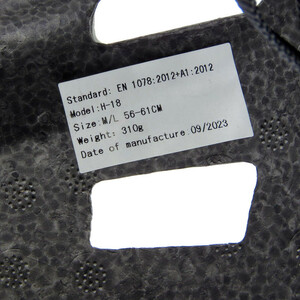 Standard: EN 1078:2012+A1:2012
Model:H-18
Size:M/L 56-61CM
Weight: 310g
Date of manufacture 09/2023